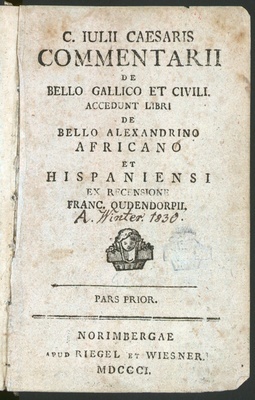 C. IULII CAESARIS
COMMENTARII
DE
BELLO GALLICO ET CIVILI.
ACCEDUNT LIBRI
DE
BELLO ALEXANDRINO
AFRICANO
ET
HISPANIENSI
EX RECENSIONE
FRANC. OUDENDORPII.
A. Winter. 1830.
PARS PRIOR.
NORIMBERGAE
APUD RIEGEL ET WIESNER.
MDCCCI.